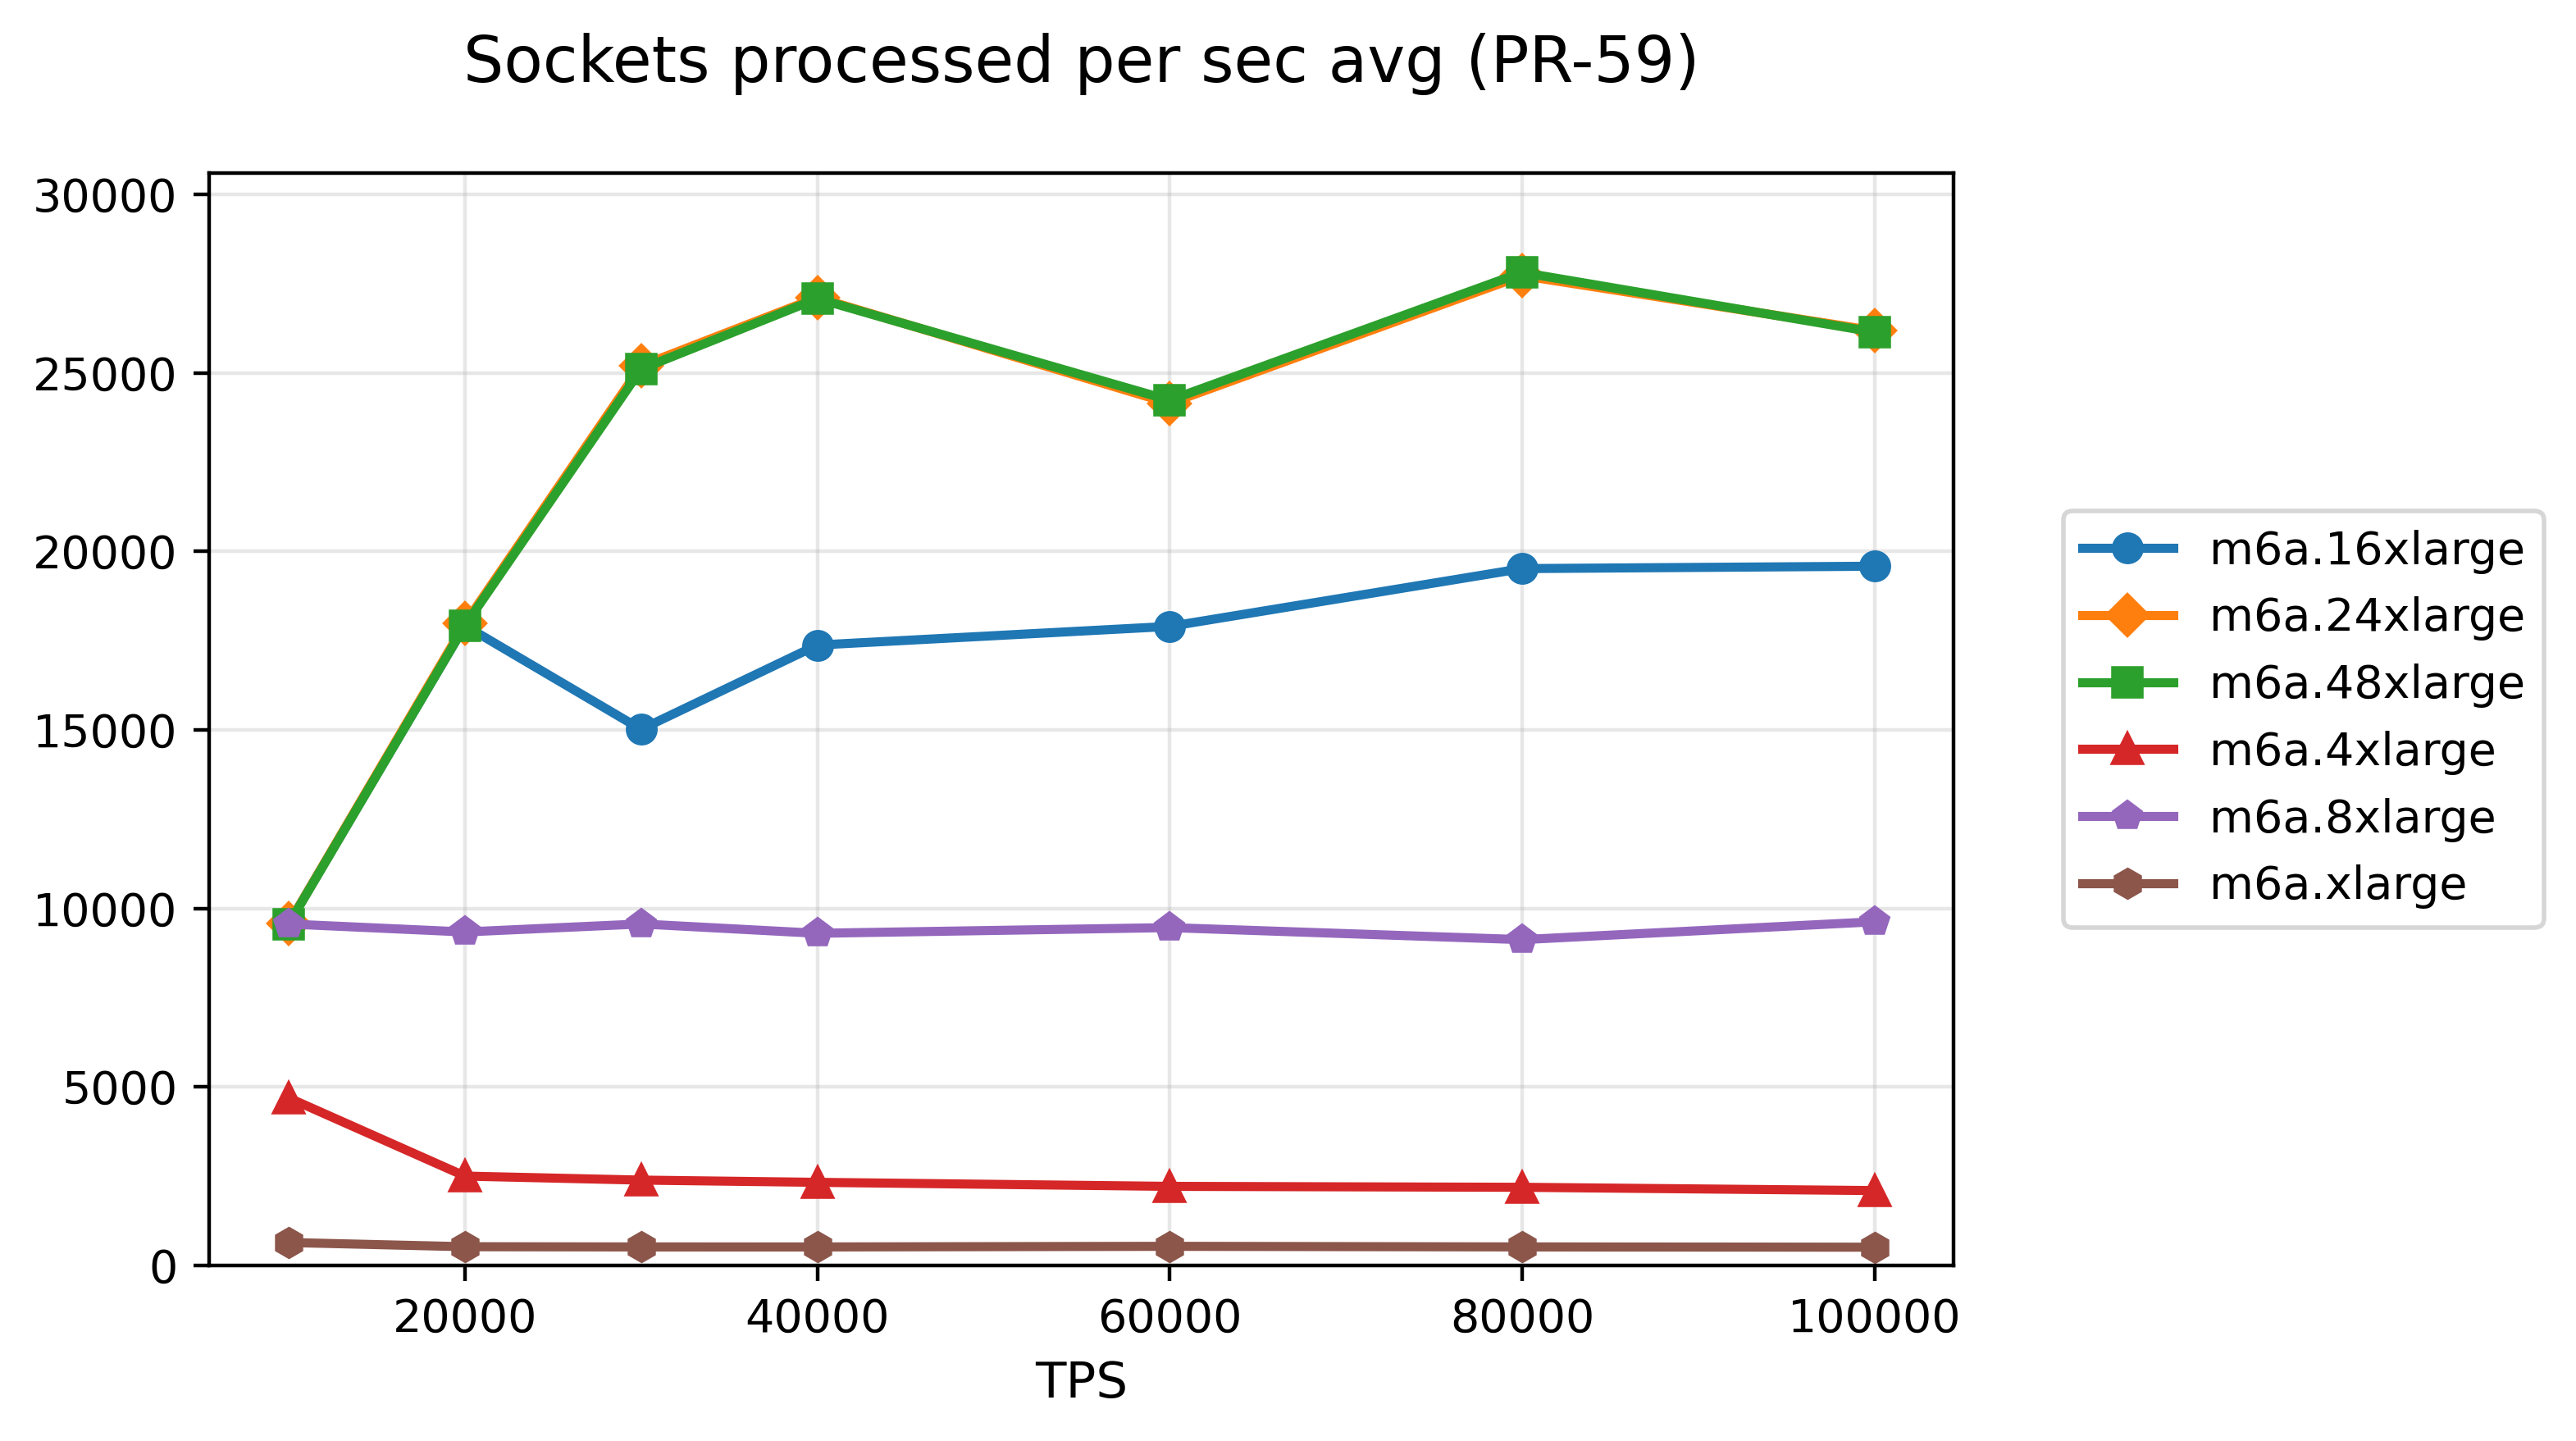 Sockets processed per sec avg (PR-59)
30000
25000
20000
15000
10000
5000
0
20000 40000 60000 80000 100000
TPS
m6a.16xlarge
m6a.24xlarge
m6a.48xlarge
m6a.4xlarge
m6a.8xlarge
m6a.xlarge